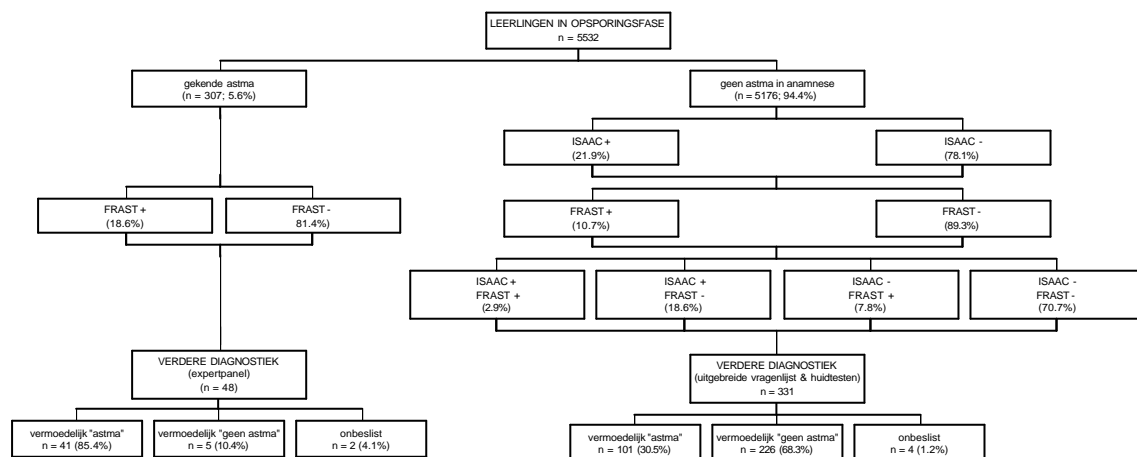 LEERLINGEN IN OPSPORINGSFASE
n = 5532
gekende astma
(n = 307; 5.6%)
geen astma in anamnese
(n = 5176; 94.4%)
ISAAC +
(21.9%)
ISAAC -
(78.1%)
FRAST +
(18.6%)
FRAST -
81.4%)
FRAST +
(10.7%)
FRAST -
(89.3%)
ISAAC +
FRAST +
(2.9%)
ISAAC +
FRAST -
(18.6%)
ISAAC -
FRAST +
(7.8%)
ISAAC -
FRAST -
(70.7%)
VERDERE DIAGNOSTIEK
(expertpanel)
(n = 48)
VERDERE DIAGNOSTIEK
(uitgebreide vragenlijst & huidtesten)
n = 331
vermoedelijk "astma"
n = 41 (85.4%)
vermoedelijk "geen astma"
n = 5 (10.4%)
onbeslist
n = 2 (4.1%)
vermoedelijk "astma"
n = 101 (30.5%)
vermoedelijk "geen astma"
n = 226 (68.3%)
onbeslist
n = 4 (1.2%)